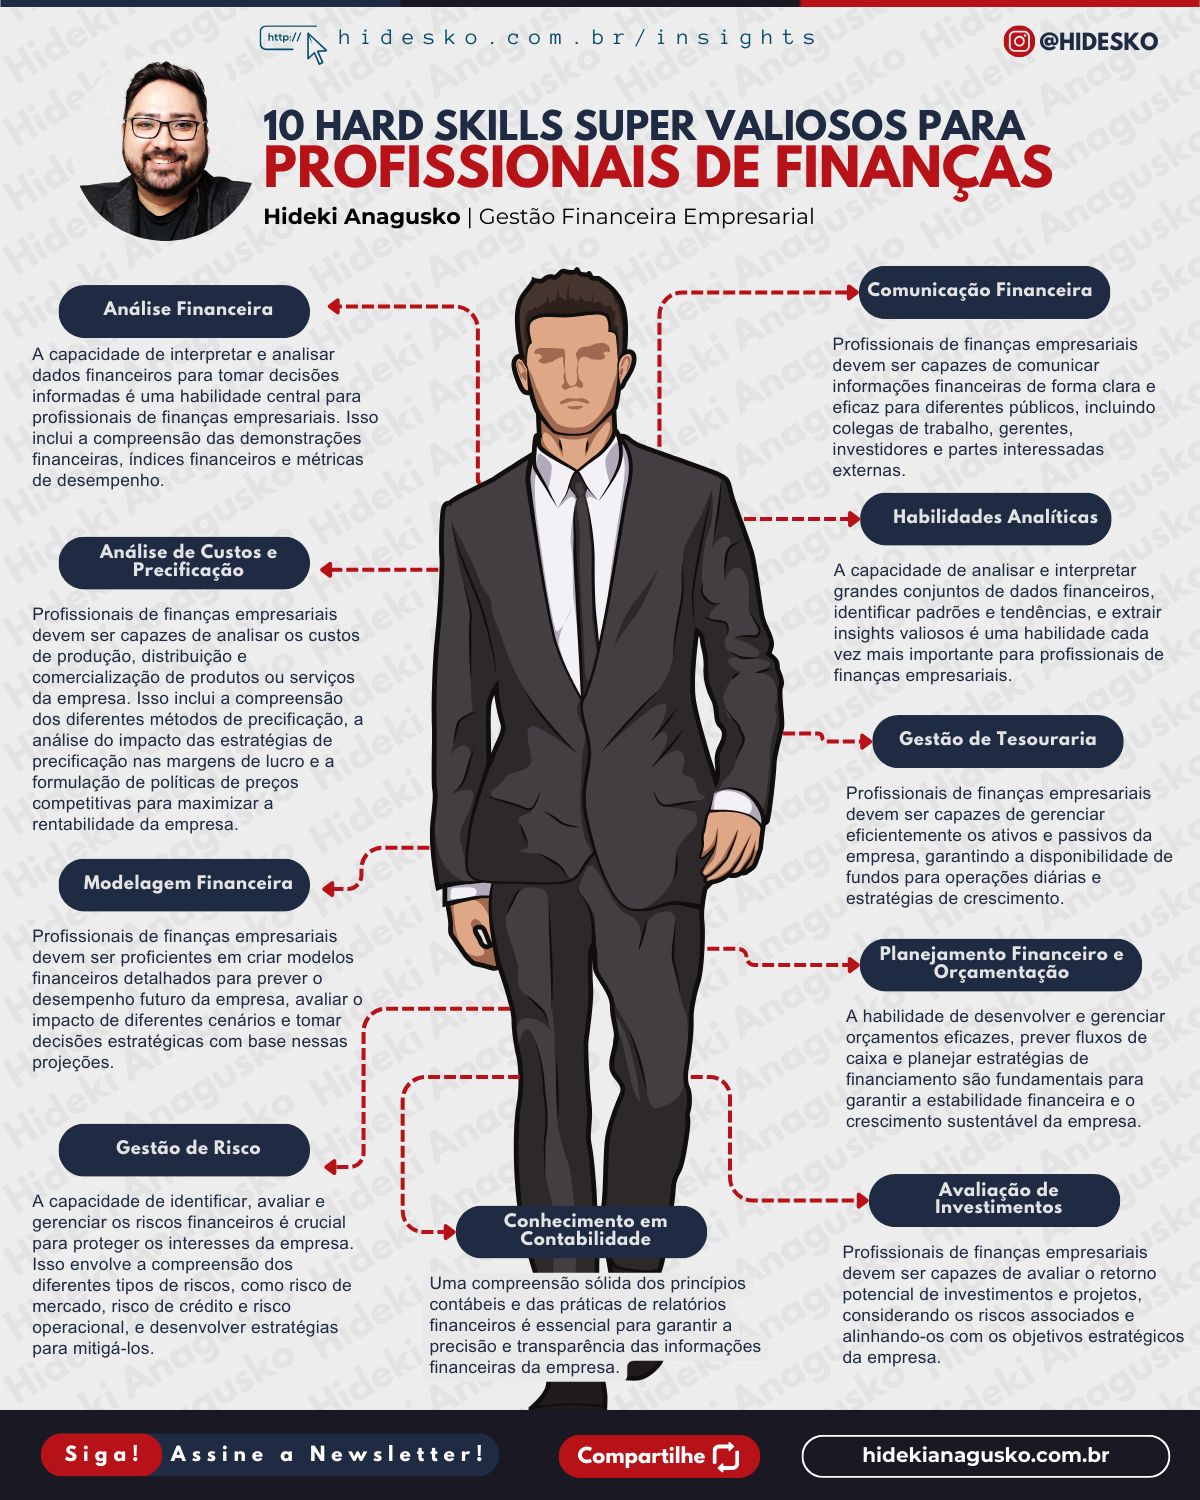 http://
hidesko.com.br/insights
@HIDESKO
10 HARD SKILLS SUPER VALIOSOS PARA
PROFISSIONAIS DE FINANÇAS
Hideki Anagusko | Gestão Financeira Empresarial
Análise Financeira
A capacidade de interpretar e analisar
dados financeiros para tomar decisões
informadas é uma habilidade central para
profissionais de finanças empresariais. Isso
inclui a compreensão das demonstrações
financeiras, índices financeiros e métricas
de desempenho.
Análise de Custos e
Precificação
Profissionais de finanças empresariais
devem ser capazes de analisar os custos
de produção, distribuição e
comercialização de produtos ou serviços
da empresa. Isso inclui a compreensão
dos diferentes métodos de precificação, a
análise do impacto das estratégias de
precificação nas margens de lucro e a
formulação de políticas de preços
competitivas para maximizar a
rentabilidade da empresa.
Modelagem Financeira
Profissionais de finanças empresariais
devem ser proficientes em criar modelos
financeiros detalhados para prever o
desempenho futuro da empresa, avaliar o
impacto de diferentes cenários e tomar
decisões estratégicas com base nessas
projeções.
Gestão de Risco
A capacidade de identificar, avaliar e
gerenciar os riscos financeiros é crucial
para proteger os interesses da empresa.
Isso envolve a compreensão dos
diferentes tipos de riscos, como risco de
mercado, risco de crédito e risco
operacional, e desenvolver estratégias
para mitigá-los.
Conhecimento em
Contabilidade
Uma compreensão sólida dos princípios
contábeis e das práticas de relatórios
financeiros é essencial para garantir a
precisão e transparência das informações
financeiras da empresa.
Comunicação Financeira
Profissionais de finanças empresariais
devem ser capazes de comunicar
informações financeiras de forma clara e
eficaz para diferentes públicos, incluindo
colegas de trabalho, gerentes,
investidores e partes interessadas
externas.
Habilidades Analíticas
A capacidade de analisar e interpretar
grandes conjuntos de dados financeiros,
identificar padrões e tendências, e extrair
insights valiosos é uma habilidade cada
vez mais importante para profissionais de
finanças empresariais.
Gestão de Tesouraria
Profissionais de finanças empresariais
devem ser capazes de gerenciar
eficientemente os ativos e passivos da
empresa, garantindo a disponibilidade de
fundos para operações diárias e
estratégias de crescimento.
Planejamento Financeiro e
Orçamentação
A habilidade de desenvolver e gerenciar
orçamentos eficazes, prever fluxos de
caixa e planejar estratégias de
financiamento são fundamentais para
garantir a estabilidade financeira e o
crescimento sustentável da empresa.
Avaliação de
Investimentos
Profissionais de finanças empresariais
devem ser capazes de avaliar o retorno
potencial de investimentos e projetos,
considerando os riscos associados e
alinhando-os com os objetivos estratégicos
da empresa.
Siga! Assine a Newsletter!
Compartilhe
hidekianagusko.com.br